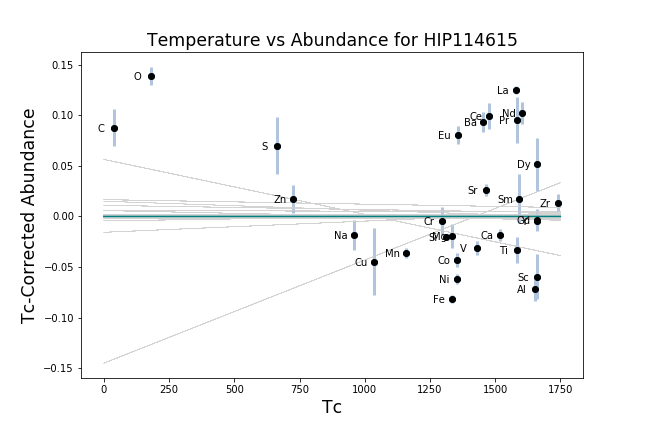 Temperature vs Abundance for HIP114615
Tc-Corrected Abundance
0.15
0.10
0.05
0.00
−0.05
−0.10
−0.15
O
C
S
Zn
Na
Cu
Mn
La
Nd
Ce
Ba
Pr
Eu
Dy
Sr
Sm
Zr
Cr
Mg
Ca
V
Ti
Co
Ni
Fe
Sc
Al
0
250
500
750
1000
1250
1500
1750
Tc